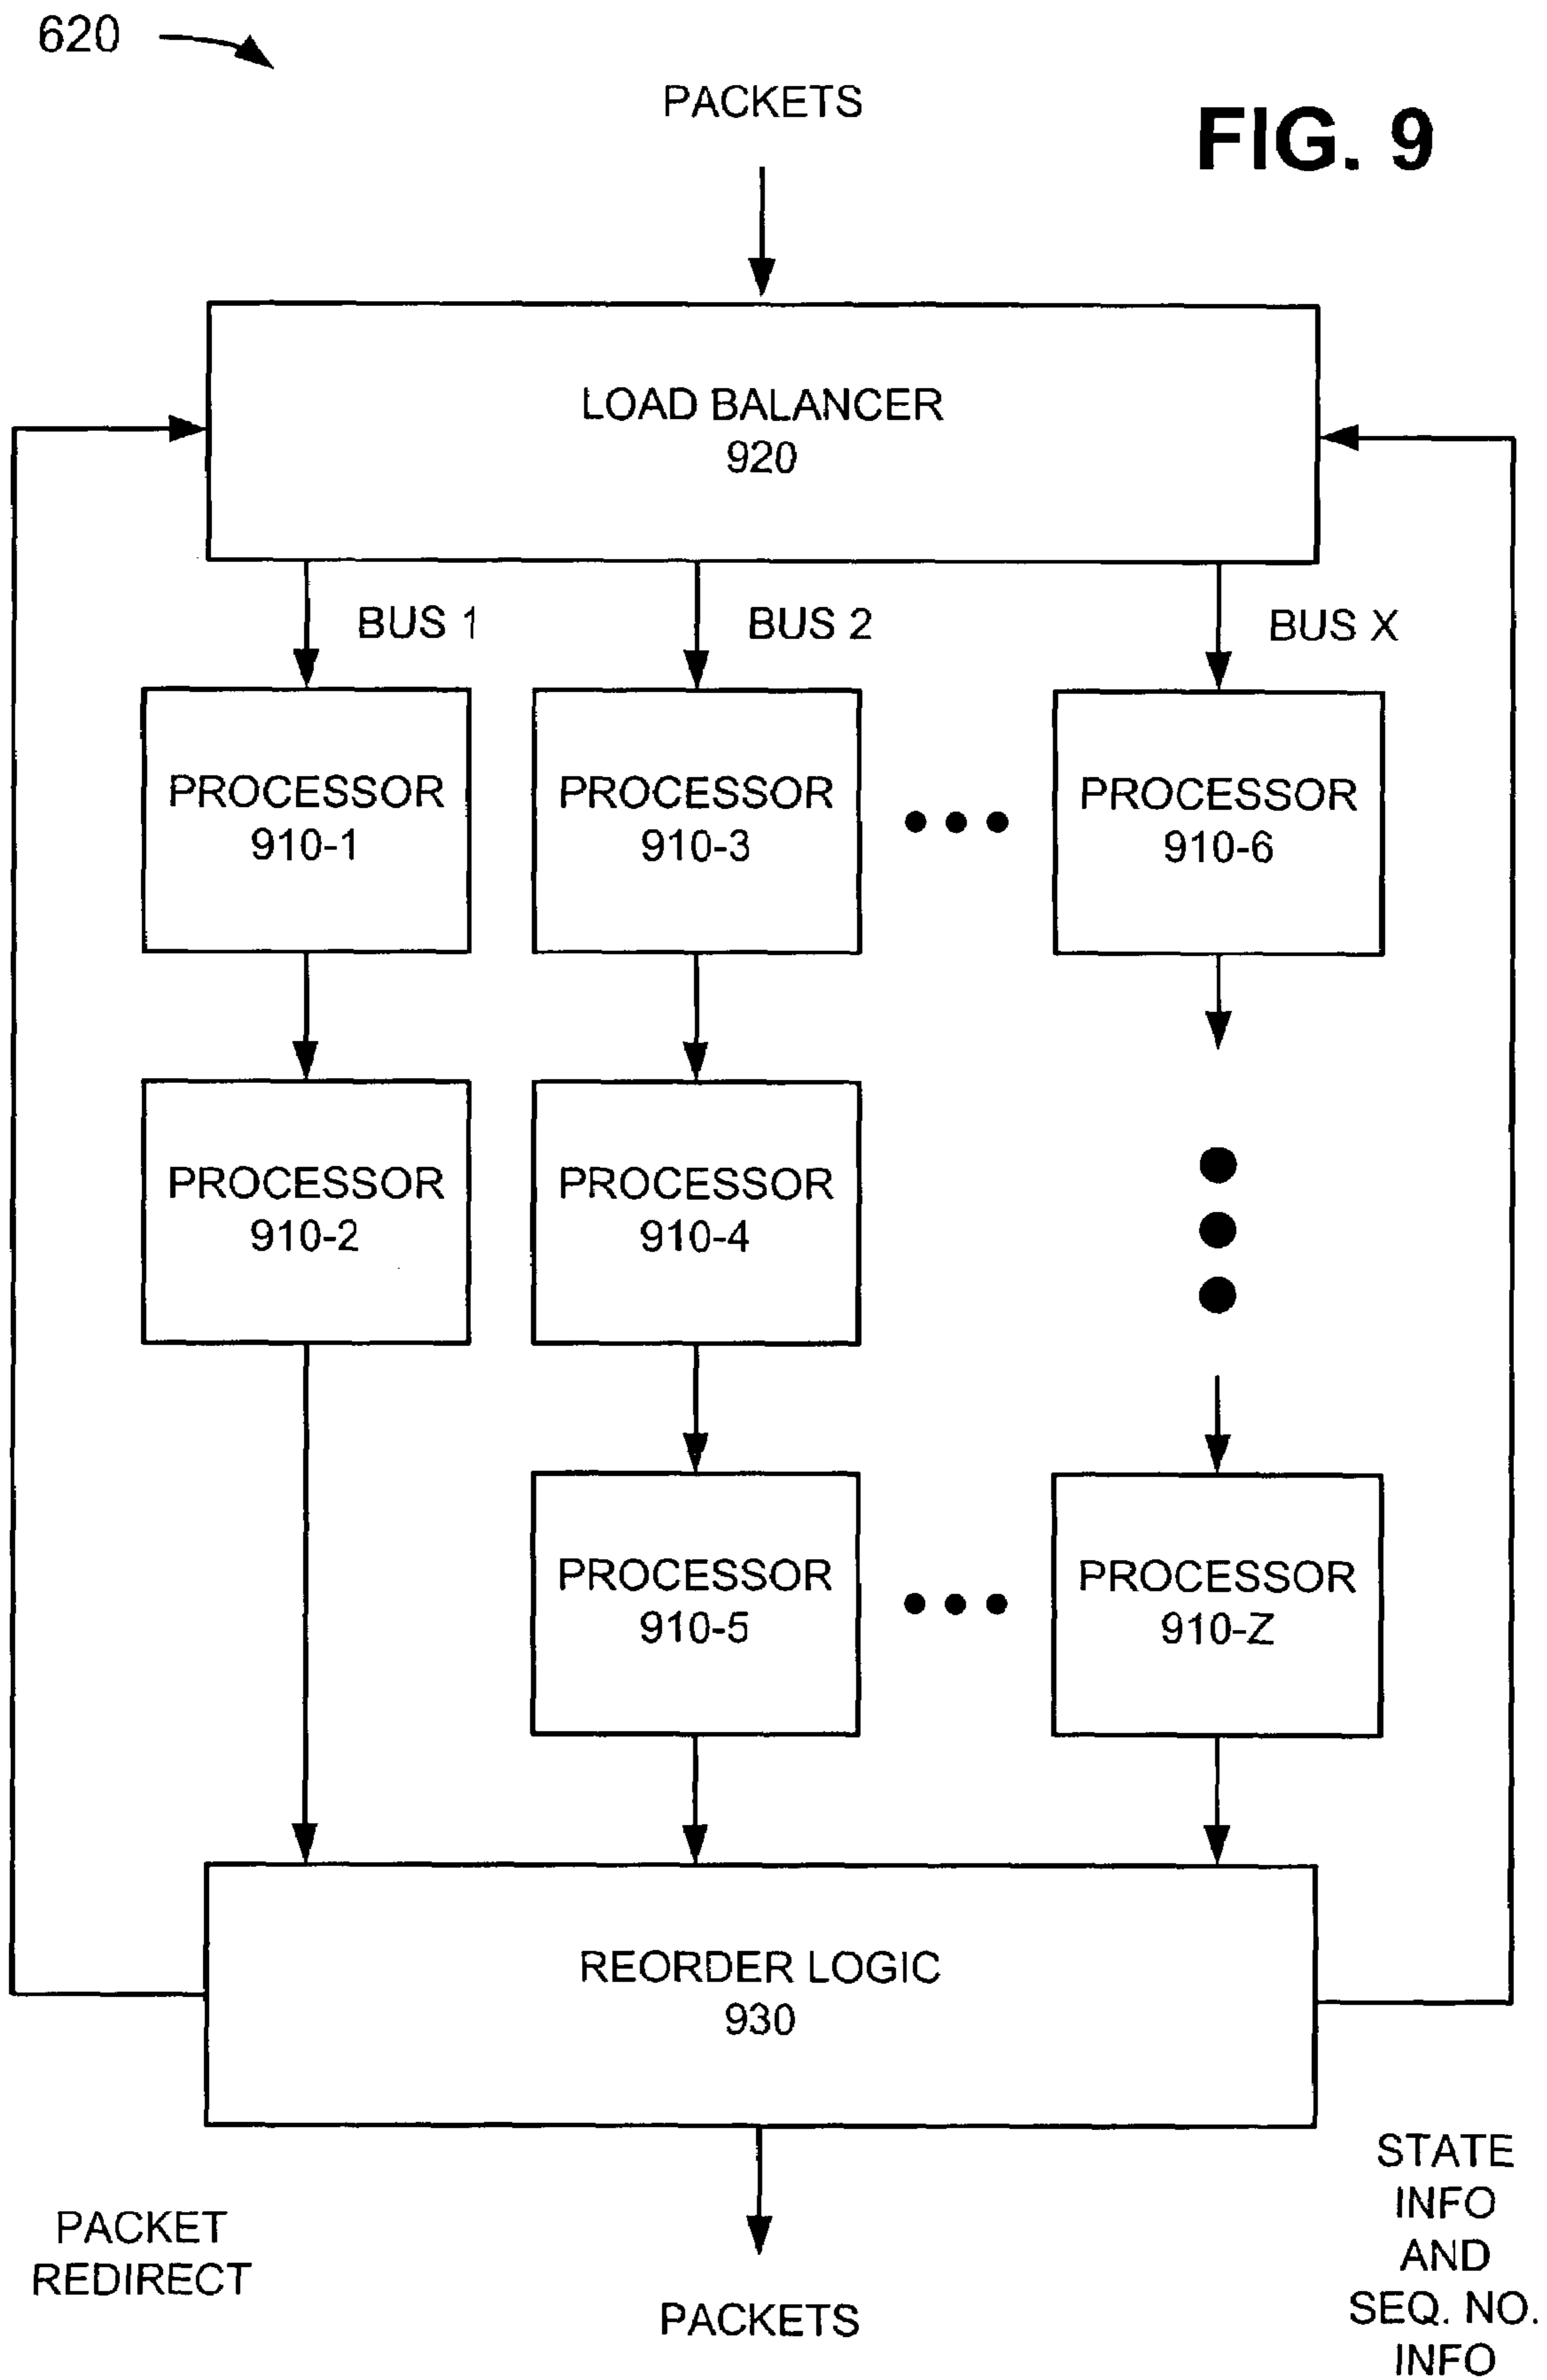 620
PACKETS
FIG. 9
LOAD BALANCER
920
BUS 1
BUS 2
BUS X
PROCESSOR
910-1
PROCESSOR
910-3
PROCESSOR
910-6
PROCESSOR
910-2
PROCESSOR
910-4
PROCESSOR
910-5
PROCESSOR
910-Z
REORDER LOGIC
930
PACKET
REDIRECT
PACKETS
STATE
INFO
AND
SEQ. NO.
INFO